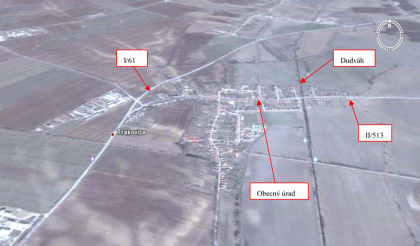 I/61
Dudváh
Trakovice
II/513
Obecný úrad